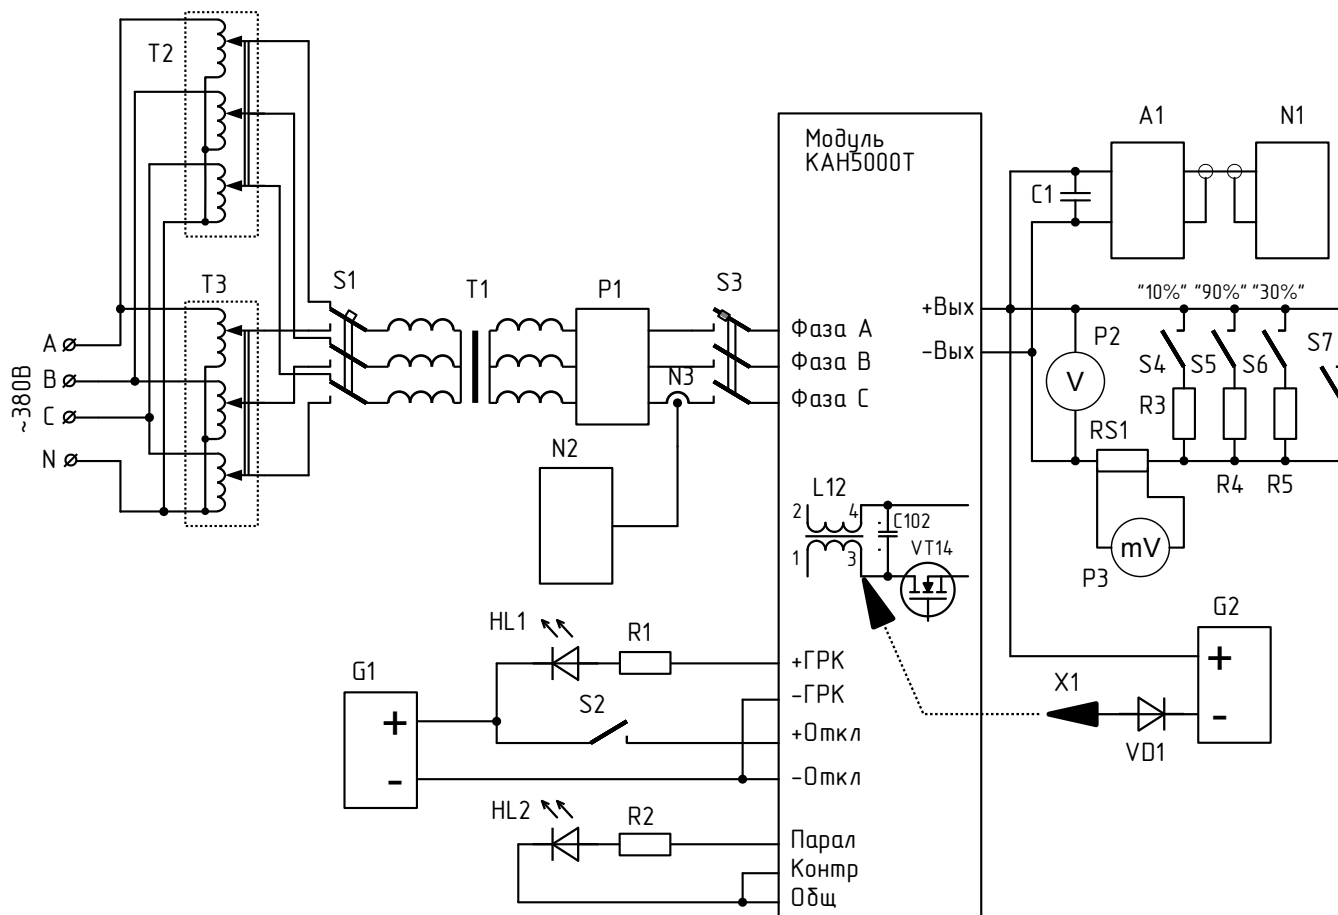 T2
A1
N1
Модуль
КАН5000Т
C1
T3
S1
T1
P1
S3
"10%"
"90%"
"30%"
+Вых
Фаза А
P2
S7
A
~380В
B
C
N
Фаза В
-Вых
V
S4
S5
S6
N3
Фаза С
R3
RS1
N2
L12
R4
R5
2
4
C102
1
3
VT14
mV
P3
HL1
R1
G2
+ГРК
+
G1
-ГРК
X1
S2
+
+Откл
-
VD1
-
-Откл
HL2
R2
Парал
Контр
Общ